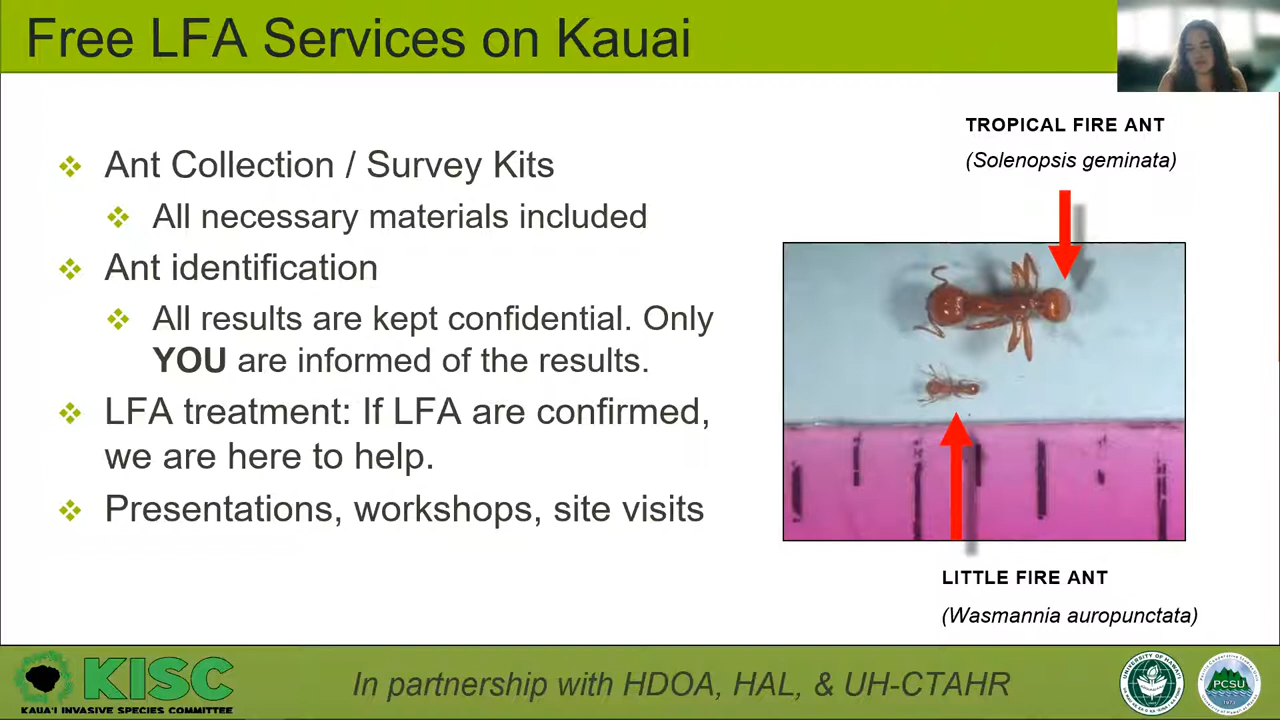 Free LFA Services on Kauai
Ant Collection / Survey Kits
All necessary materials included
Ant identification
All results are kept confidential. Only
YOU are informed of the results.
LFA treatment: If LFA are confirmed,
we are here to help.
Presentations, workshops, site visits
TROPICAL FIRE ANT
(Solenopsis geminata)
LITTLE FIRE ANT
(Wasmannia auropunctata)
KISC
KAUA'I INVASIVE SPECIES COMMITTEE
In partnership with HDOA, HAL, & UH-CTAHR
UNIVERSITY OF HAWAI'I
PCSU